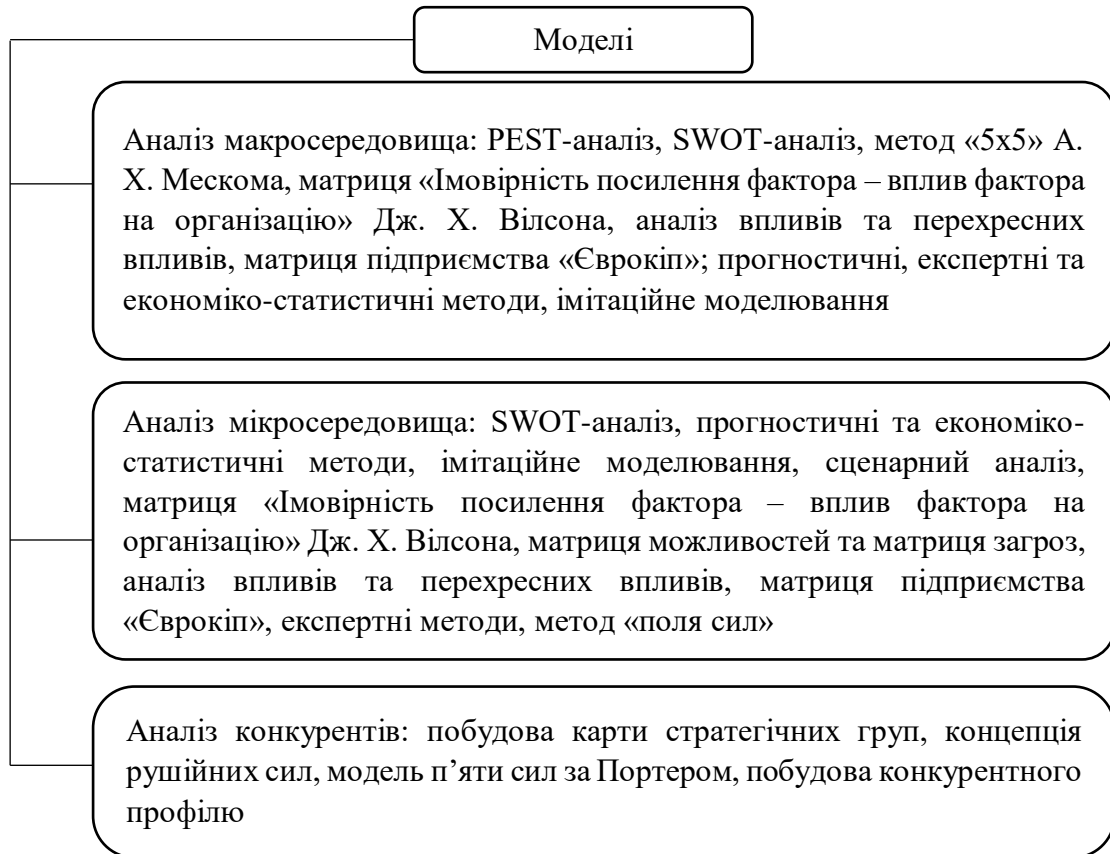 Моделі
Аналіз макросередовища: PEST-аналіз, SWOT-аналіз, метод «5х5» А.
Х. Мескома, матриця «Імовірність посилення фактора – вплив фактора
на організацію» Дж. Х. Вілсона, аналіз впливів та перехресних
впливів, матриця підприємства «Єврокіп»; прогностичні, експертні та
економіко-статистичні методи, імітаційне моделювання
Аналіз мікросередовища: SWOT-аналіз, прогностичні та економіко-
статистичні методи, імітаційне моделювання, сценарний аналіз,
матриця «Імовірність посилення фактора – вплив фактора на
організацію» Дж. Х. Вілсона, матриця можливостей та матриця загроз,
аналіз впливів та перехресних впливів, матриця підприємства
«Єврокіп», експертні методи, метод «поля сил»
Аналіз конкурентів: побудова карти стратегічних груп, концепція
рушійних сил, модель п’яти сил за Портером, побудова конкурентного
профілю